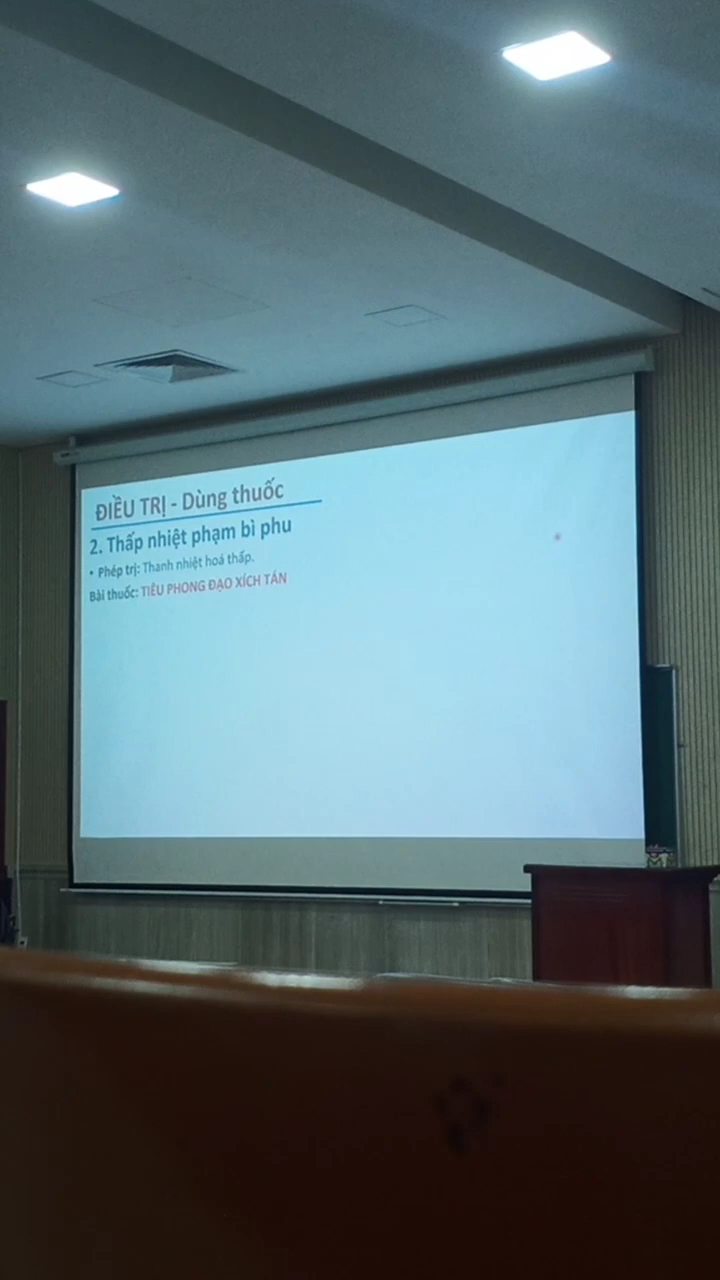 ĐIỀU TRỊ - Dùng thuốc
2. Thấp nhiệt phạm bì phu
• Phép trị: Thanh nhiệt hoá thấp.
Bài thuốc: TIÊU PHONG ĐẠO XÍCH TÁN